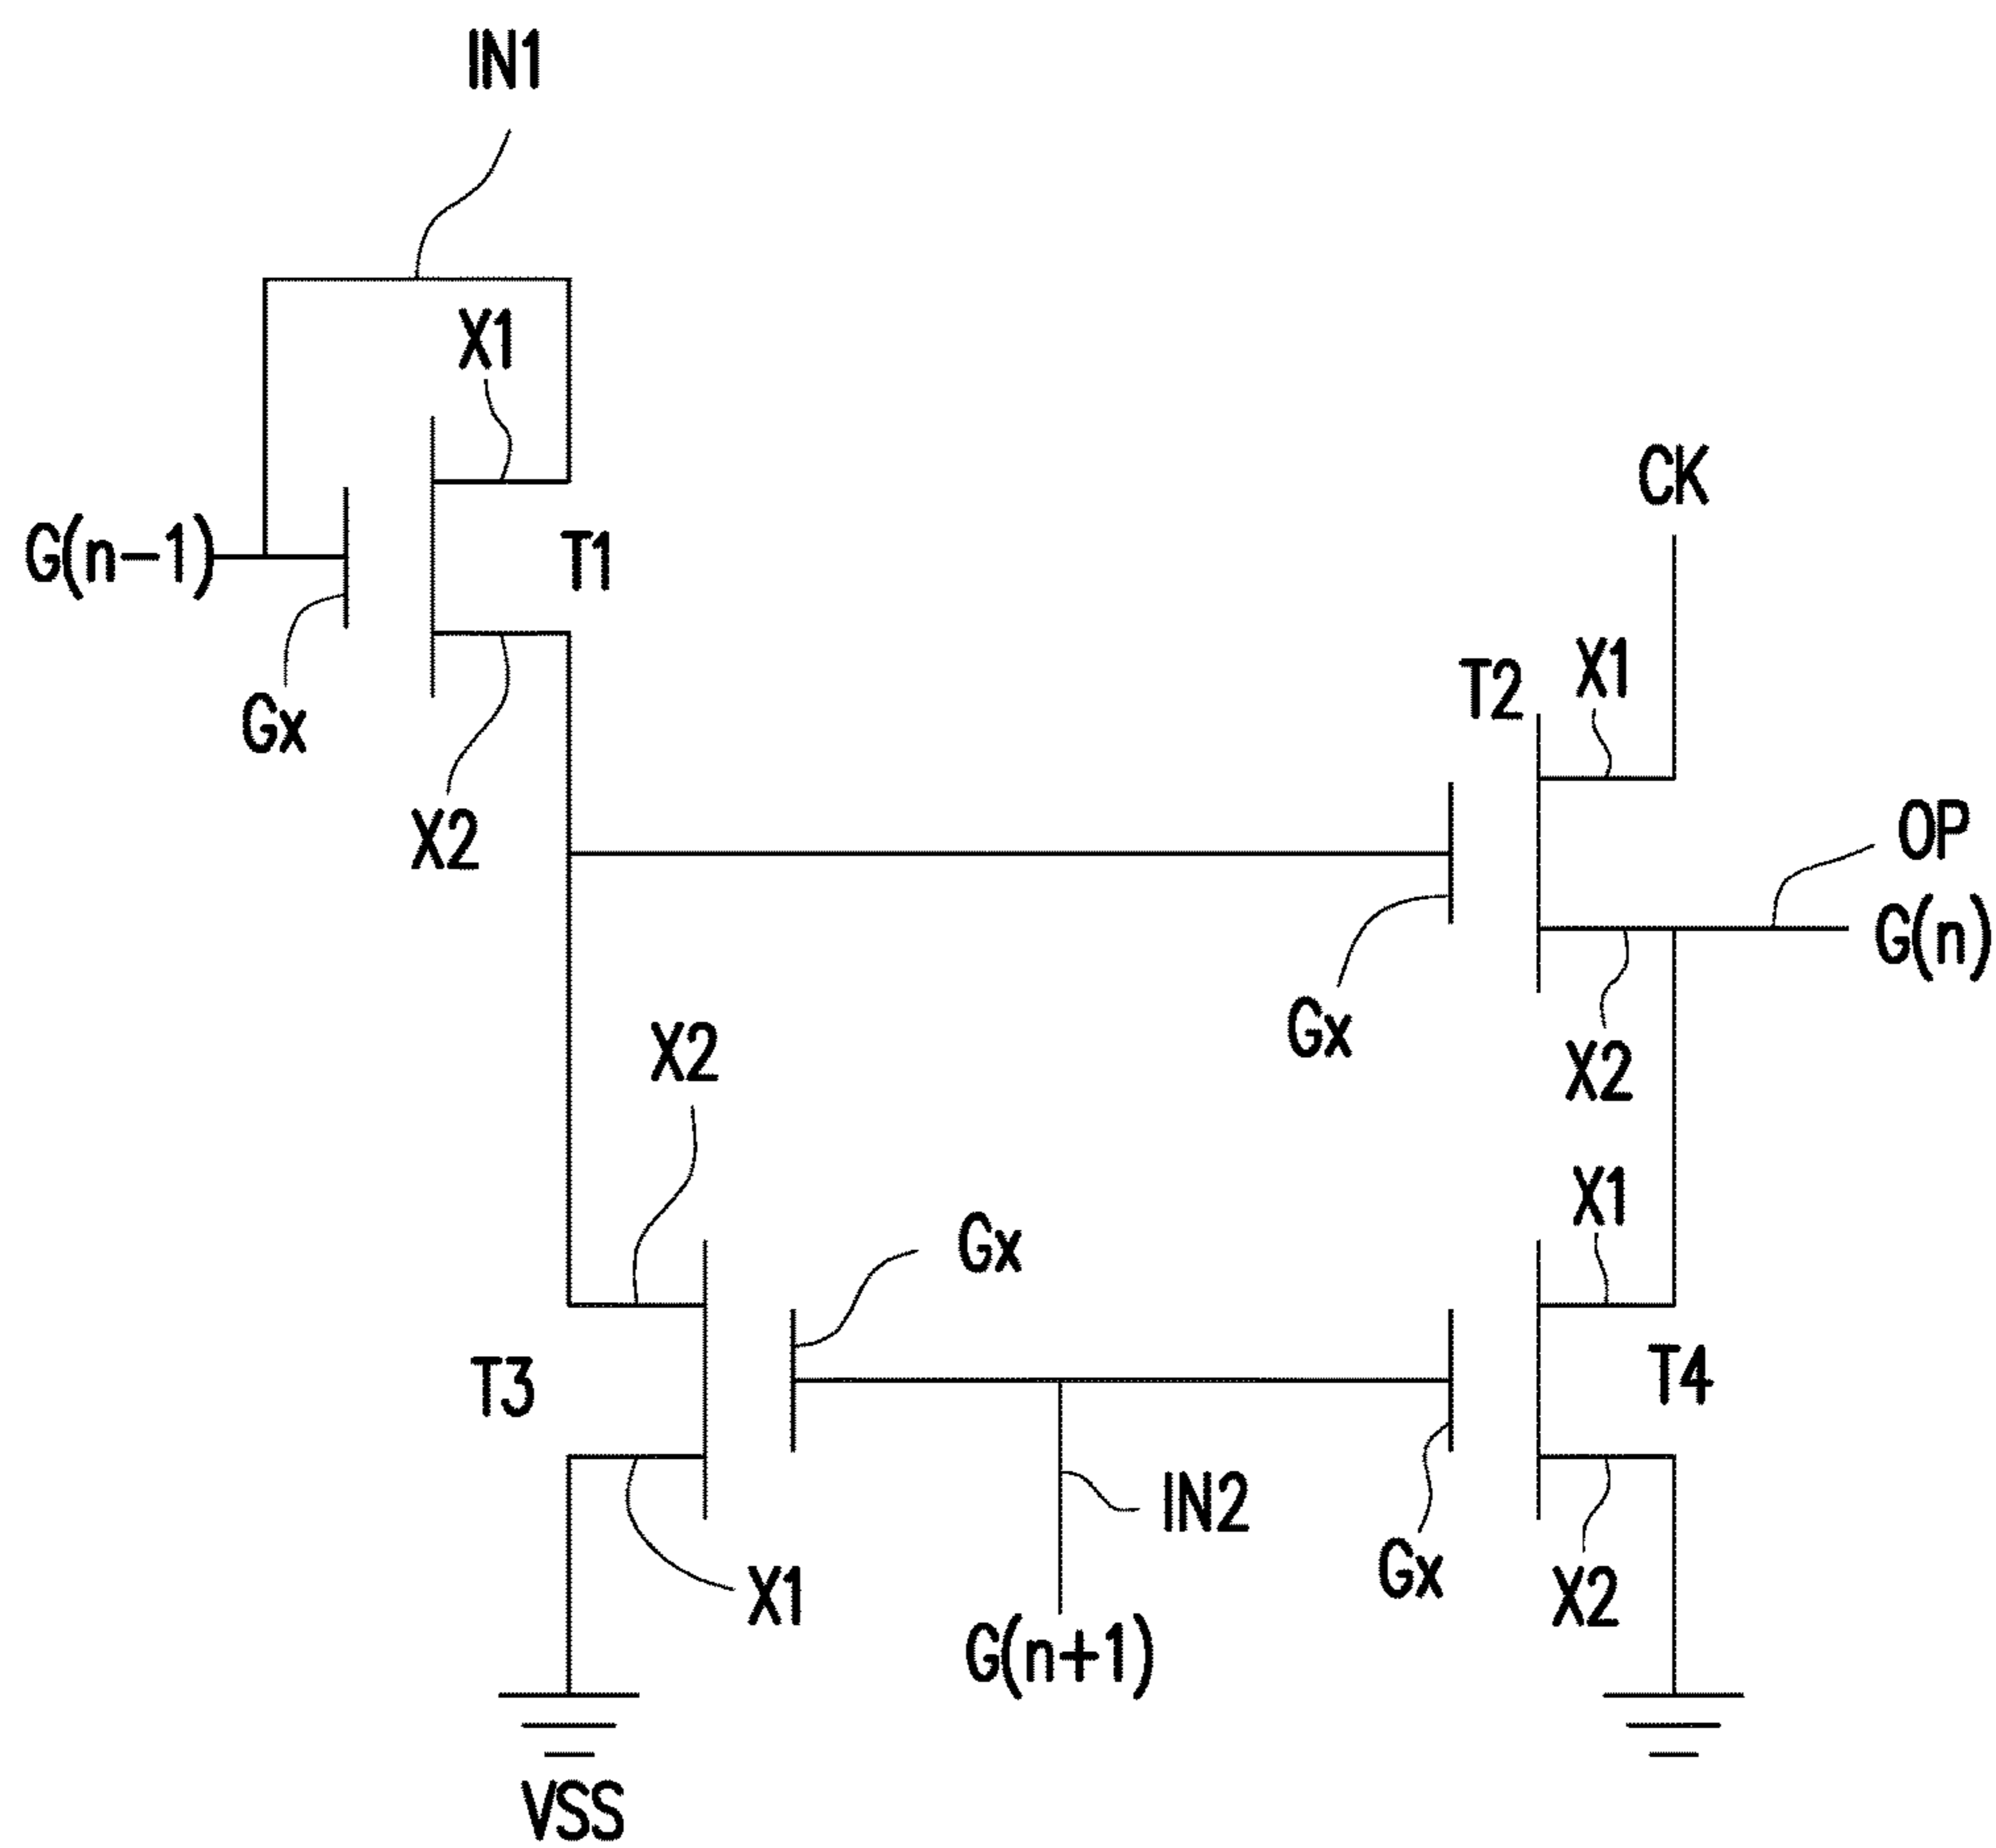 IN1
X1
CK
G(n-1)
T1
T2
X1
Gx
X2
OP
G(n)
Gx
X2
X2
X1
Gx
T3
T4
IN2
X1
Gx
X2
G(n+1)
VSS